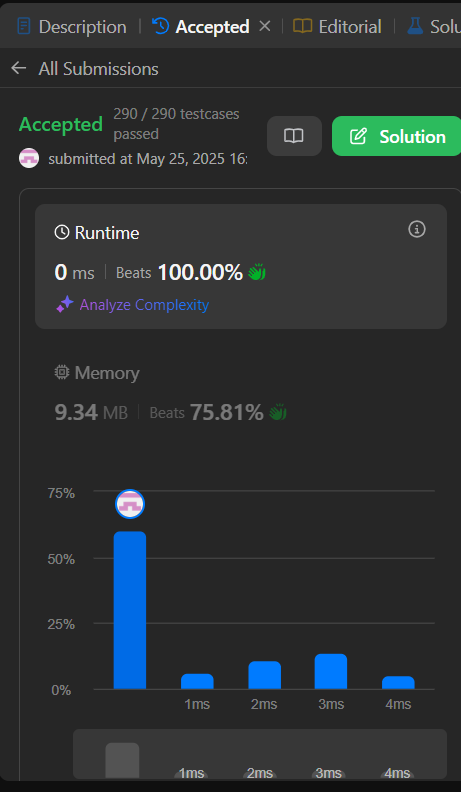 Description | Accepted × | Editorial | Solu
← All Submissions
Accepted 290 / 290 testcases
passed
Solution
submitted at May 25, 2025 16:
Runtime
0 ms | Beats 100.00%
Analyze Complexity
Memory
9.34 MB | Beats 75.81%
75%
50%
25%
0%
1ms 2ms 3ms 4ms
1ms 2ms 3ms 4ms